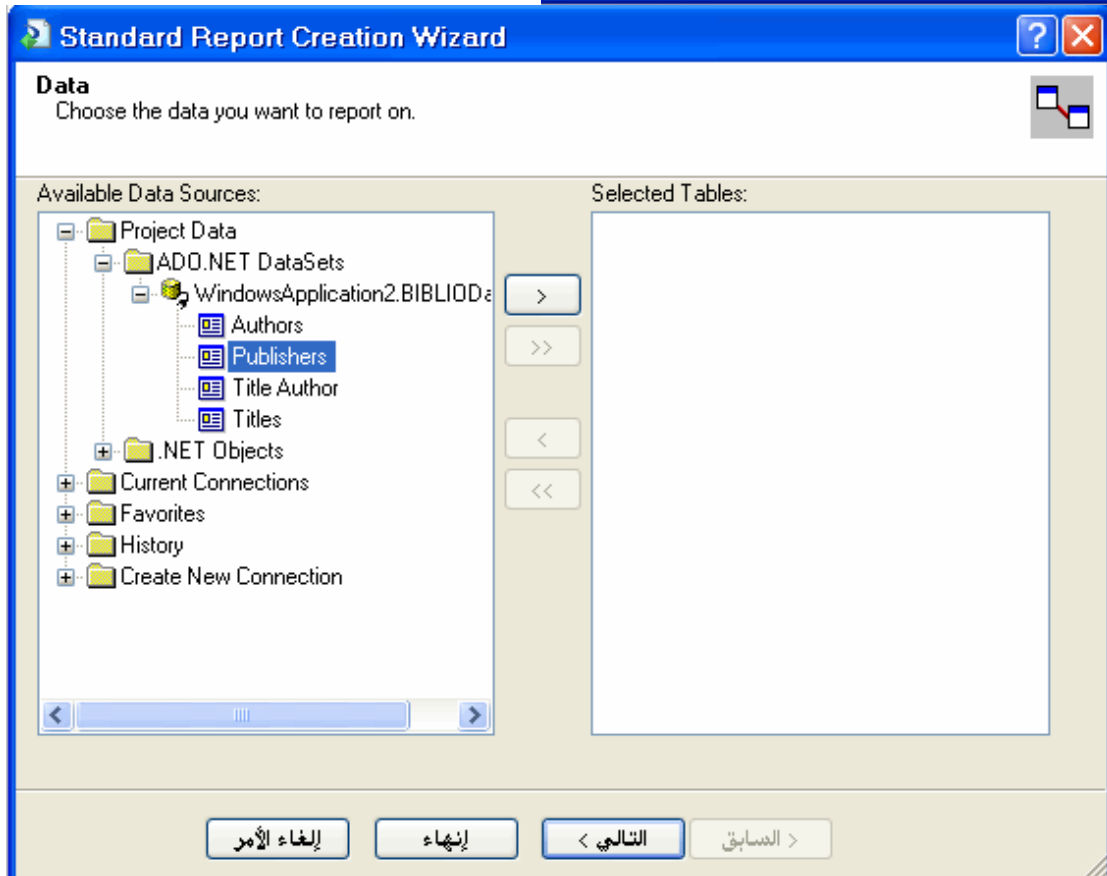 Standard Report Creation Wizard
Data
Choose the data you want to report on.
Available Data Sources:
Project Data
ADO.NET DataSets
WindowsApplication2.BIBLIODa
Authors
Publishers
Title Author
Titles
.NET Objects
Current Connections
Favorites
History
Create New Connection
>
>>
<
<<
Selected Tables:
< السابق
التالي >
إنهاء
إلغاء الأمر